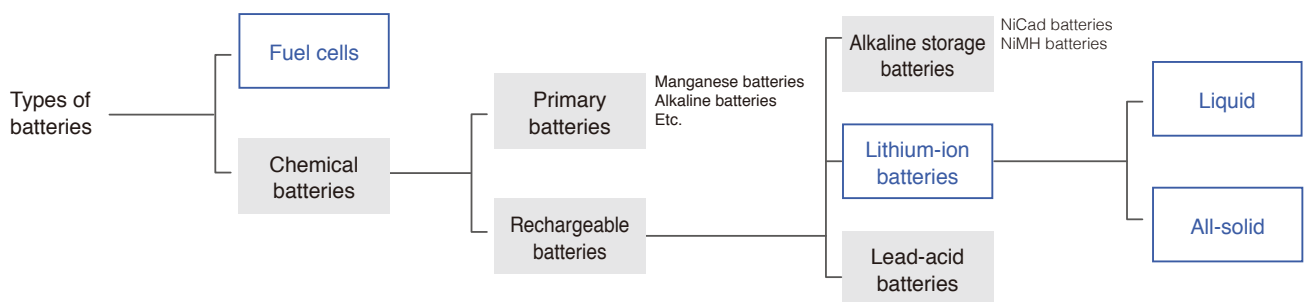 Types of
batteries
Fuel cells
Chemical
batteries
Primary
batteries
Manganese batteries
Alkaline batteries
Etc.
Rechargeable
batteries
Alkaline storage
batteries
NiCad batteries
NiMH batteries
Lithium-ion
batteries
Lead-acid
batteries
Liquid
All-solid